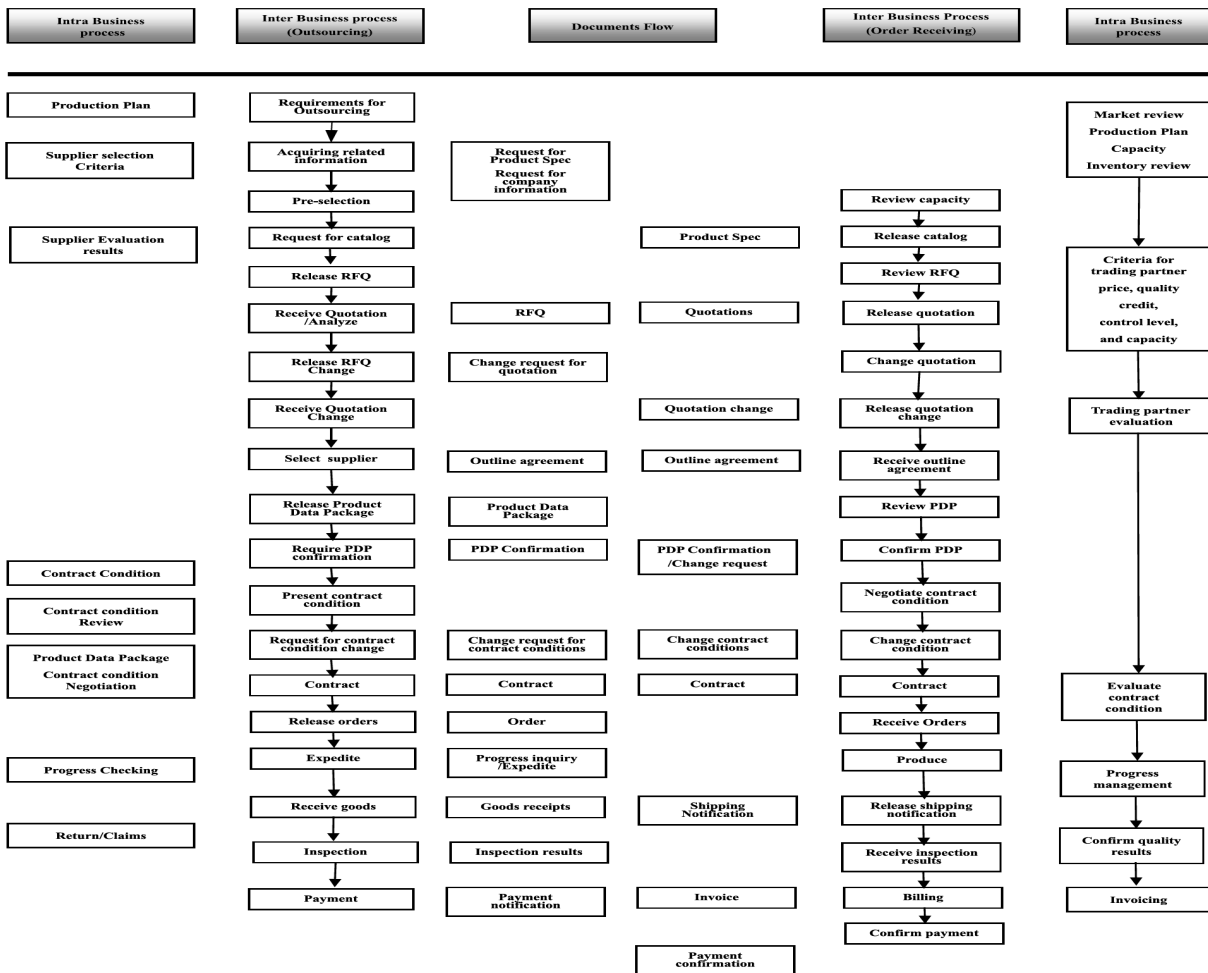 Intra Business
process
Inter Business process
(Outsourcing)
Documents Flow
Inter Business Process
(Order Receiving)
Intra Business
process
Production Plan
Supplier selection
Criteria
Supplier Evaluation
results
Contract Condition
Contract condition
Review
Product Data Package
Contract condition
Negotiation
Progress Checking
Return/Claims
Requirements for
Outsourcing
Acquiring related
information
Pre-selection
Request for catalog
Release RFQ
Receive Quotation
/Analyze
Release RFQ
Change
Receive Quotation
Change
Select supplier
Release Product
Data Package
Require PDP
confirmation
Present contract
condition
Request for contract
condition change
Contract
Release orders
Expedite
Receive goods
Inspection
Payment
Request for
Product Spec
Request for
company
information
RFQ
Change request for
quotation
Outline agreement
Product Data
Package
PDP Confirmation
Change request for
contract conditions
Contract
Order
Progress inquiry
/Expedite
Goods receipts
Inspection results
Payment
notification
Product Spec
Quotations
Quotation change
Outline agreement
PDP Confirmation
/Change request
Change contract
conditions
Contract
Shipping
Notification
Invoice
Payment
confirmation
Review capacity
Release catalog
Review RFQ
Release quotation
Change quotation
Release quotation
change
Receive outline
agreement
Review PDP
Confirm PDP
Negotiate contract
condition
Change contract
condition
Contract
Receive Orders
Produce
Release shipping
notification
Receive inspection
results
Billing
Confirm payment
Market review
Production Plan
Capacity
Inventory review
Criteria for
trading partner
price, quality
credit,
control level,
and capacity
Trading partner
evaluation
Evaluate
contract
condition
Progress
management
Confirm quality
results
Invoicing